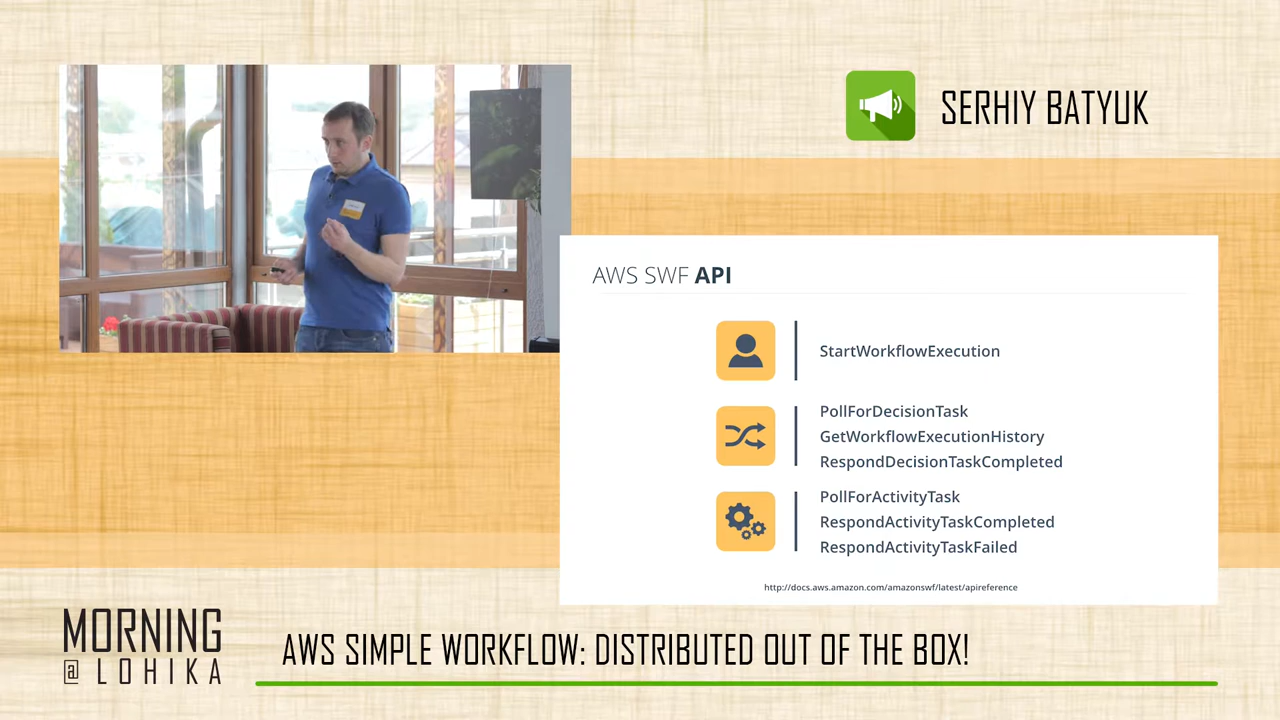 SERHIY BATYUK
AWS SWF API
StartWorkflowExecution
PollForDecisionTask
GetWorkflowExecutionHistory
RespondDecisionTaskCompleted
PollForActivityTask
RespondActivityTaskCompleted
RespondActivityTaskFailed
http://docs.aws.amazon.com/amazonswf/latest/apireference
MORNING
@ LOHIKA
AWS SIMPLE WORKFLOW: DISTRIBUTED OUT OF THE BOX!